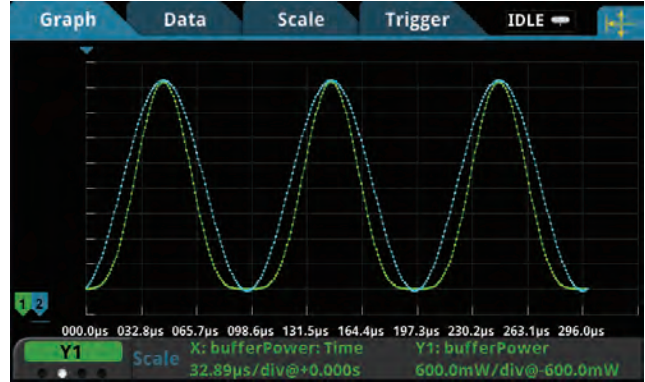 Graph Data Scale Trigger IDLE
1 2
000.0µs 032.8µs 065.7µs 098.6µs 131.5µs 164.4µs 197.3µs 230.2µs 263.1µs 296.0µs
Y1 Scale X: bufferPower: Time Y1: bufferPower
32.89µs/div@+0.000s 600.0mW/div@-600.0mW